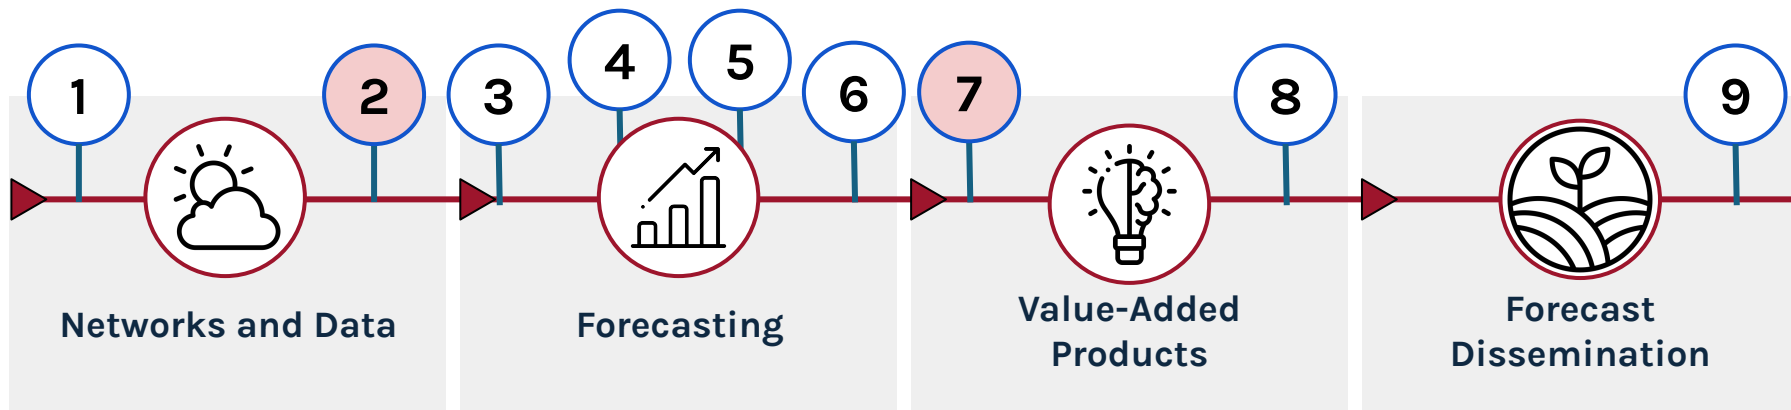 1
2
3
4
5
6
7
8
9
Networks and Data
Forecasting
Value-Added
Products
Forecast
Dissemination